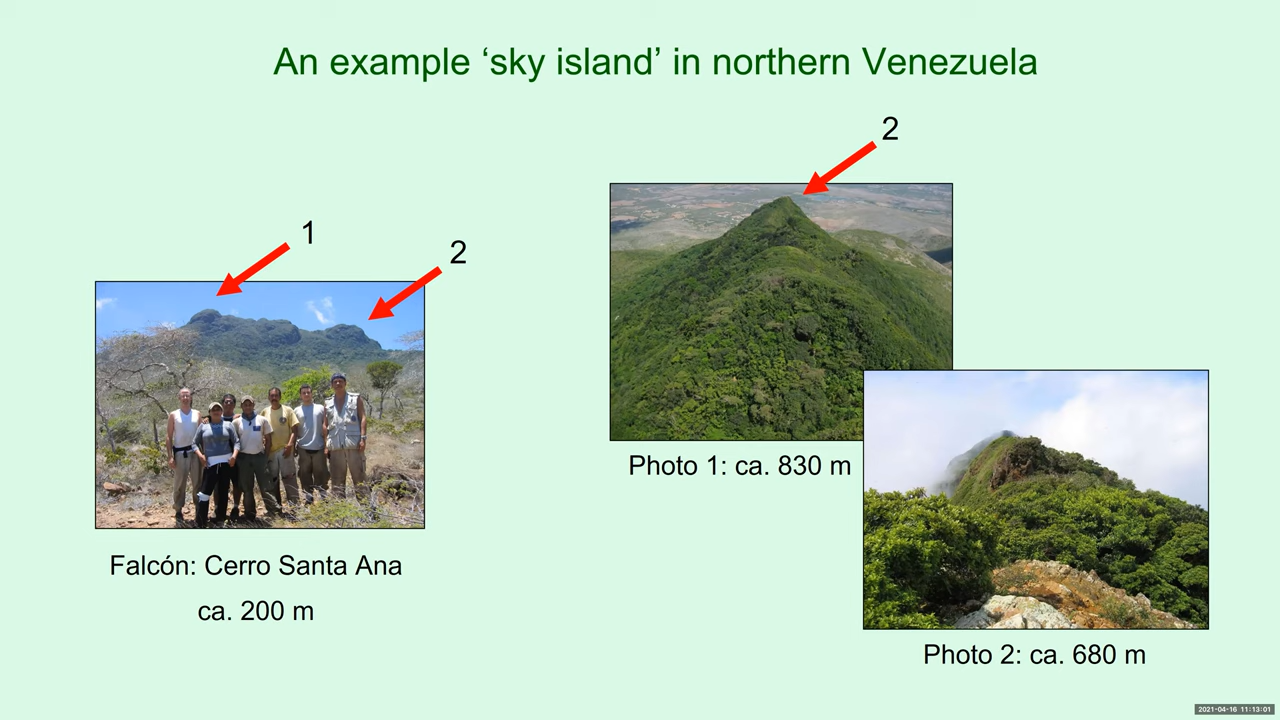 An example ‘sky island’ in northern Venezuela
1
2
Falcón: Cerro Santa Ana
ca. 200 m
2
Photo 1: ca. 830 m
Photo 2: ca. 680 m
2021-04-16 11:13:01